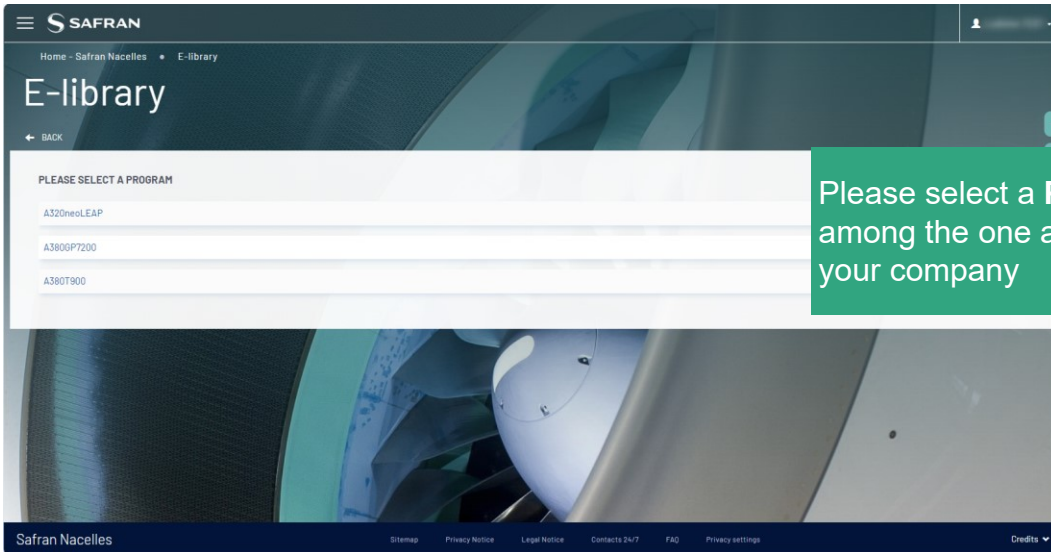 SAFRAN
Home - Safran Nacelles • E-library
E-library
← BACK
PLEASE SELECT A PROGRAM
A320neoLEAP
A380GP7200
A380T900
Please select a
among the one
your company
Safran Nacelles
Sitemap Privacy Notice Legal Notice Contacts 24/7 FAQ Privacy settings
Credits